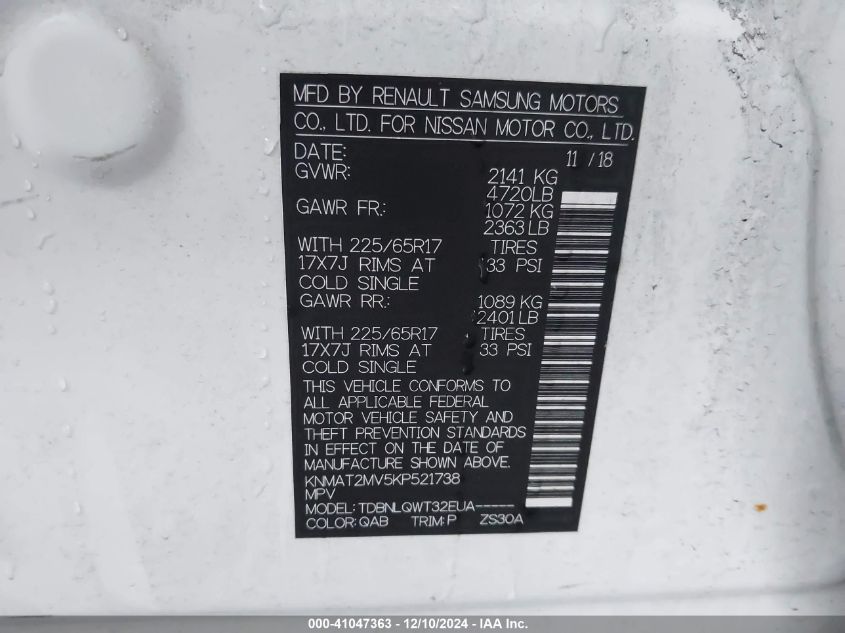 MFD BY RENAULT SAMSUNG MOTORS
CO., LTD. FOR NISSAN MOTOR CO., LTD.
DATE: 11 /18
GVWR: 2141 KG
4720LB
GAWR FR.: 1072 KG
2363 LB
WITH 225/65R17 TIRES
17X7J RIMS AT 33 PSI
COLD SINGLE
GAWR RR.: 1089 KG
2401 LB
WITH 225/65R17 TIRES
17X7J RIMS AT 33 PSI
COLD SINGLE
THIS VEHICLE CONFORMS TO
ALL APPLICABLE FEDERAL
MOTOR VEHICLE SAFETY AND
THEFT PREVENTION STANDARDS
IN EFFECT ON THE DATE OF
MANUFACTURE SHOWN ABOVE.
KNMAT2MV5KP521738
MPV
MODEL: TDBNLQWT32EUA-----
COLOR: QAB TRIM: P ZS30A
000-41047363 - 12/10/2024 - IAA Inc.